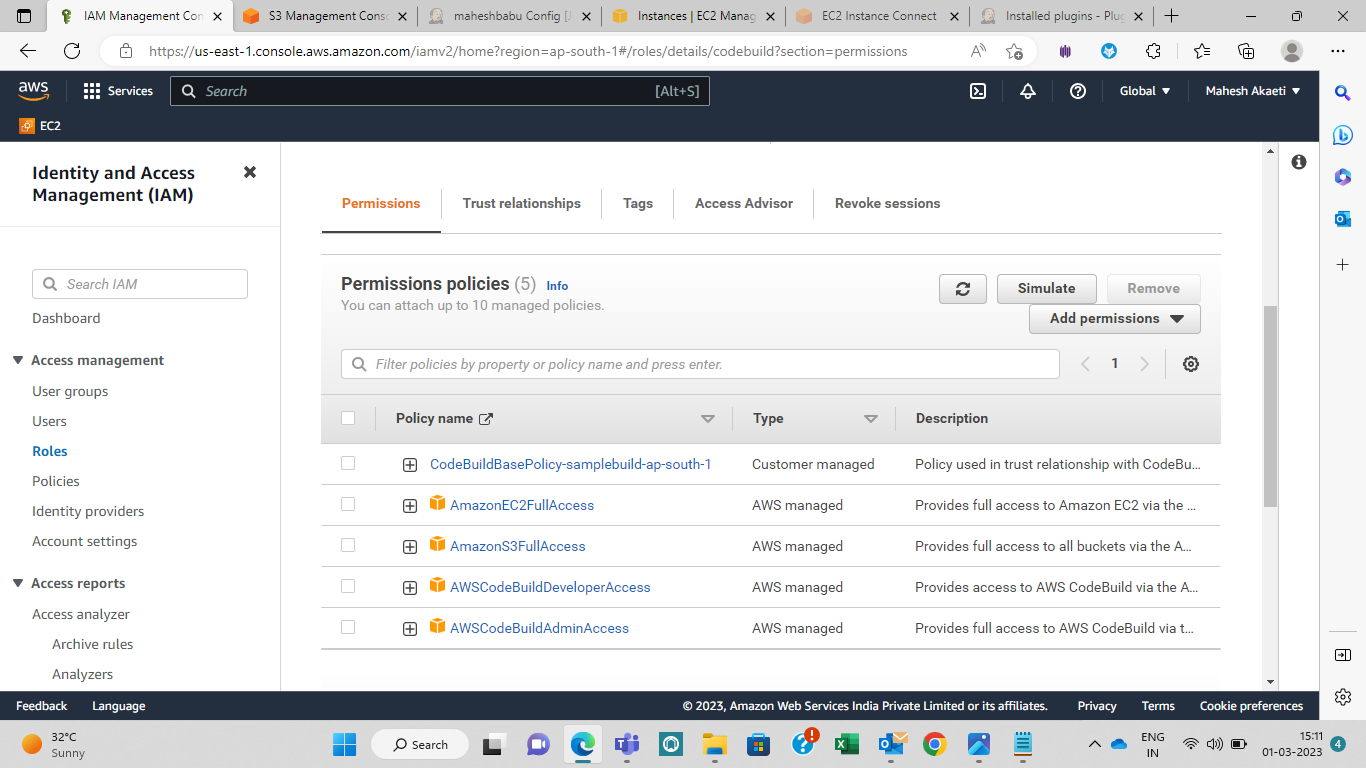 IAM Management Con
S3 Management Conso
maheshbabu Config [J
Instances | EC2 Manag
EC2 Instance Connect
Installed plugins - Plug
https://us-east-1.console.aws.amazon.com/iamv2/home?region=ap-south-1#/roles/details/codebuild?section=permissions
aws
Services
Search
[Alt+S]
Global
Mahesh Akaeti
EC2
Identity and Access
Management (IAM)
Search IAM
Dashboard
Access management
User groups
Users
Roles
Policies
Identity providers
Account settings
Access reports
Access analyzer
Archive rules
Analyzers
Permissions
Trust relationships
Tags
Access Advisor
Revoke sessions
Permissions policies (5) Info
You can attach up to 10 managed policies.
Simulate
Remove
Add permissions
Filter policies by property or policy name and press enter.
1
Policy name Type Description
CodeBuildBasePolicy-samplebuild-ap-south-1 Customer managed Policy used in trust relationship with CodeBu...
AmazonEC2FullAccess AWS managed Provides full access to Amazon EC2 via the ...
AmazonS3FullAccess AWS managed Provides full access to all buckets via the A...
AWSCodeBuildDeveloperAccess AWS managed Provides access to AWS CodeBuild via the A...
AWSCodeBuildAdminAccess AWS managed Provides full access to AWS CodeBuild via t...
Feedback Language © 2023, Amazon Web Services India Private Limited or its affiliates. Privacy Terms Cookie preferences
32°C
Sunny
Search
ENG
IN
15:11
01-03-2023
4